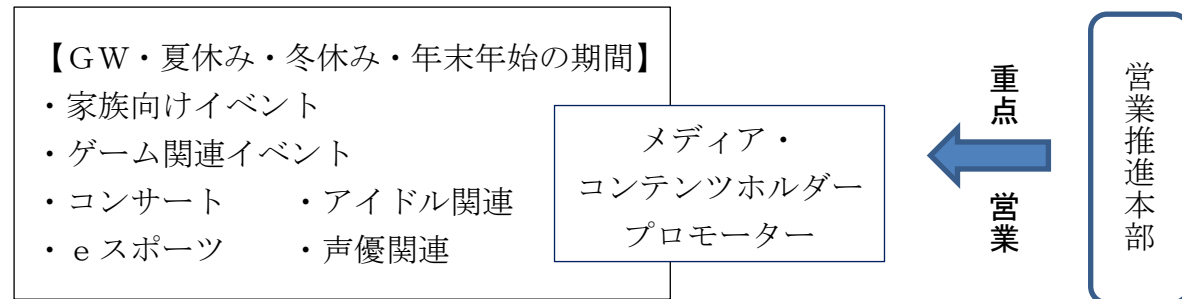 【ＧＷ・夏休み・冬休み・年末年始の期間】
・家族向けイベント
・ゲーム関連イベント
・コンサート　　・アイドル関連
・ｅスポーツ　　・声優関連
メディア・
コンテンツホルダー
プロモーター
重点
営業
営業推進本部